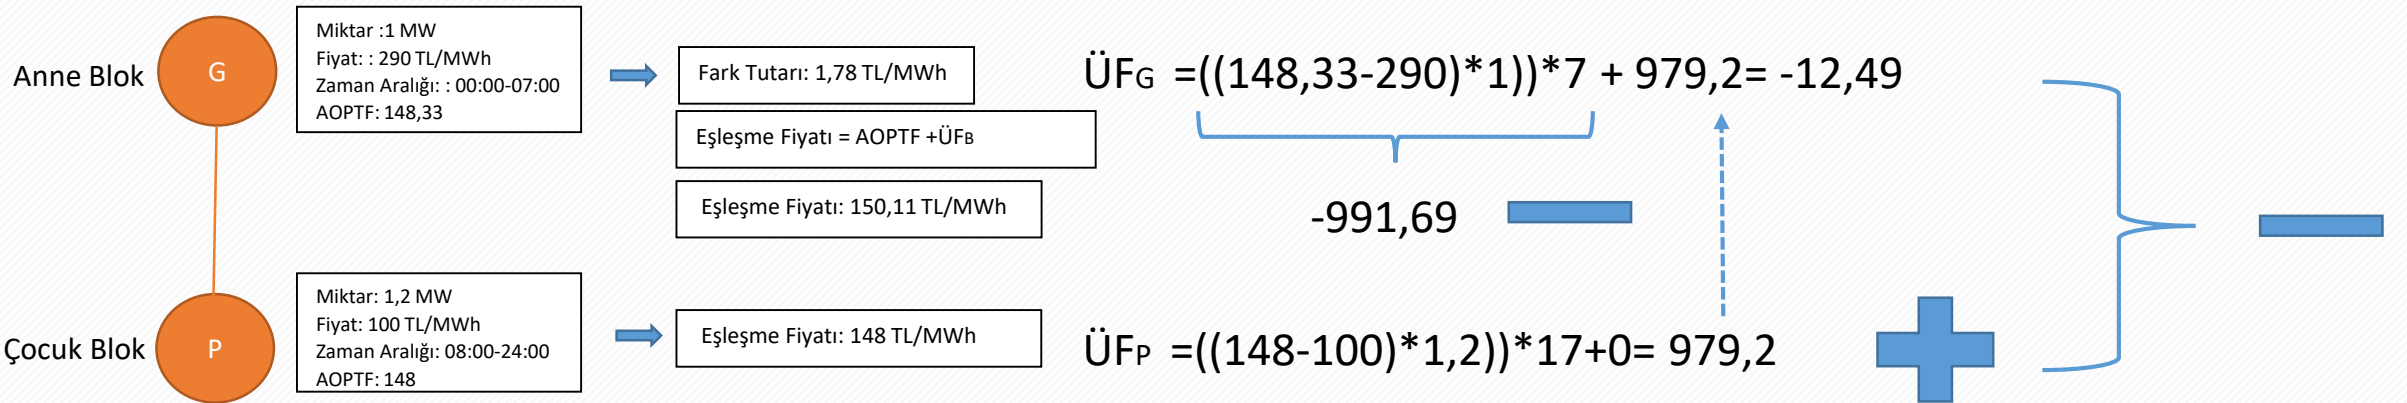 Anne Blok
G
Miktar :1 MW
Fiyat: : 290 TL/MWh
Zaman Aralığı: : 00:00-07:00
AOPTF: 148,33
Fark Tutarı: 1,78 TL/MWh
Eşleşme Fiyatı = AOPTF +ÜFB
Eşleşme Fiyatı: 150,11 TL/MWh
ÜFG =((148,33-290)*1))*7 + 979,2= -12,49
-991,69
Çocuk Blok
P
Miktar: 1,2 MW
Fiyat: 100 TL/MWh
Zaman Aralığı: 08:00-24:00
AOPTF: 148
Eşleşme Fiyatı: 148 TL/MWh
ÜFP =((148-100)*1,2))*17+0= 979,2